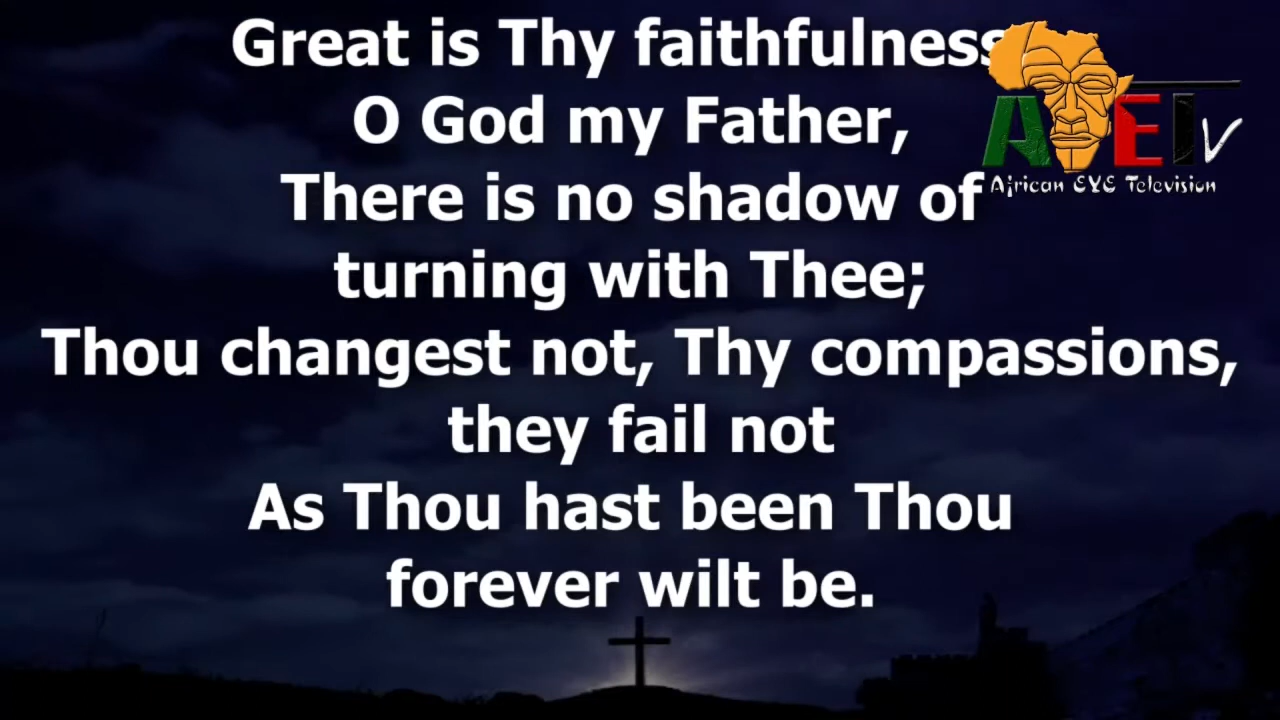 Great is Thy faithfulness
O God my Father,
There is no shadow of
turning with Thee;
Thou changest not, Thy compassions,
they fail not
As Thou hast been Thou
forever wilt be.
AETv
African EYE Television